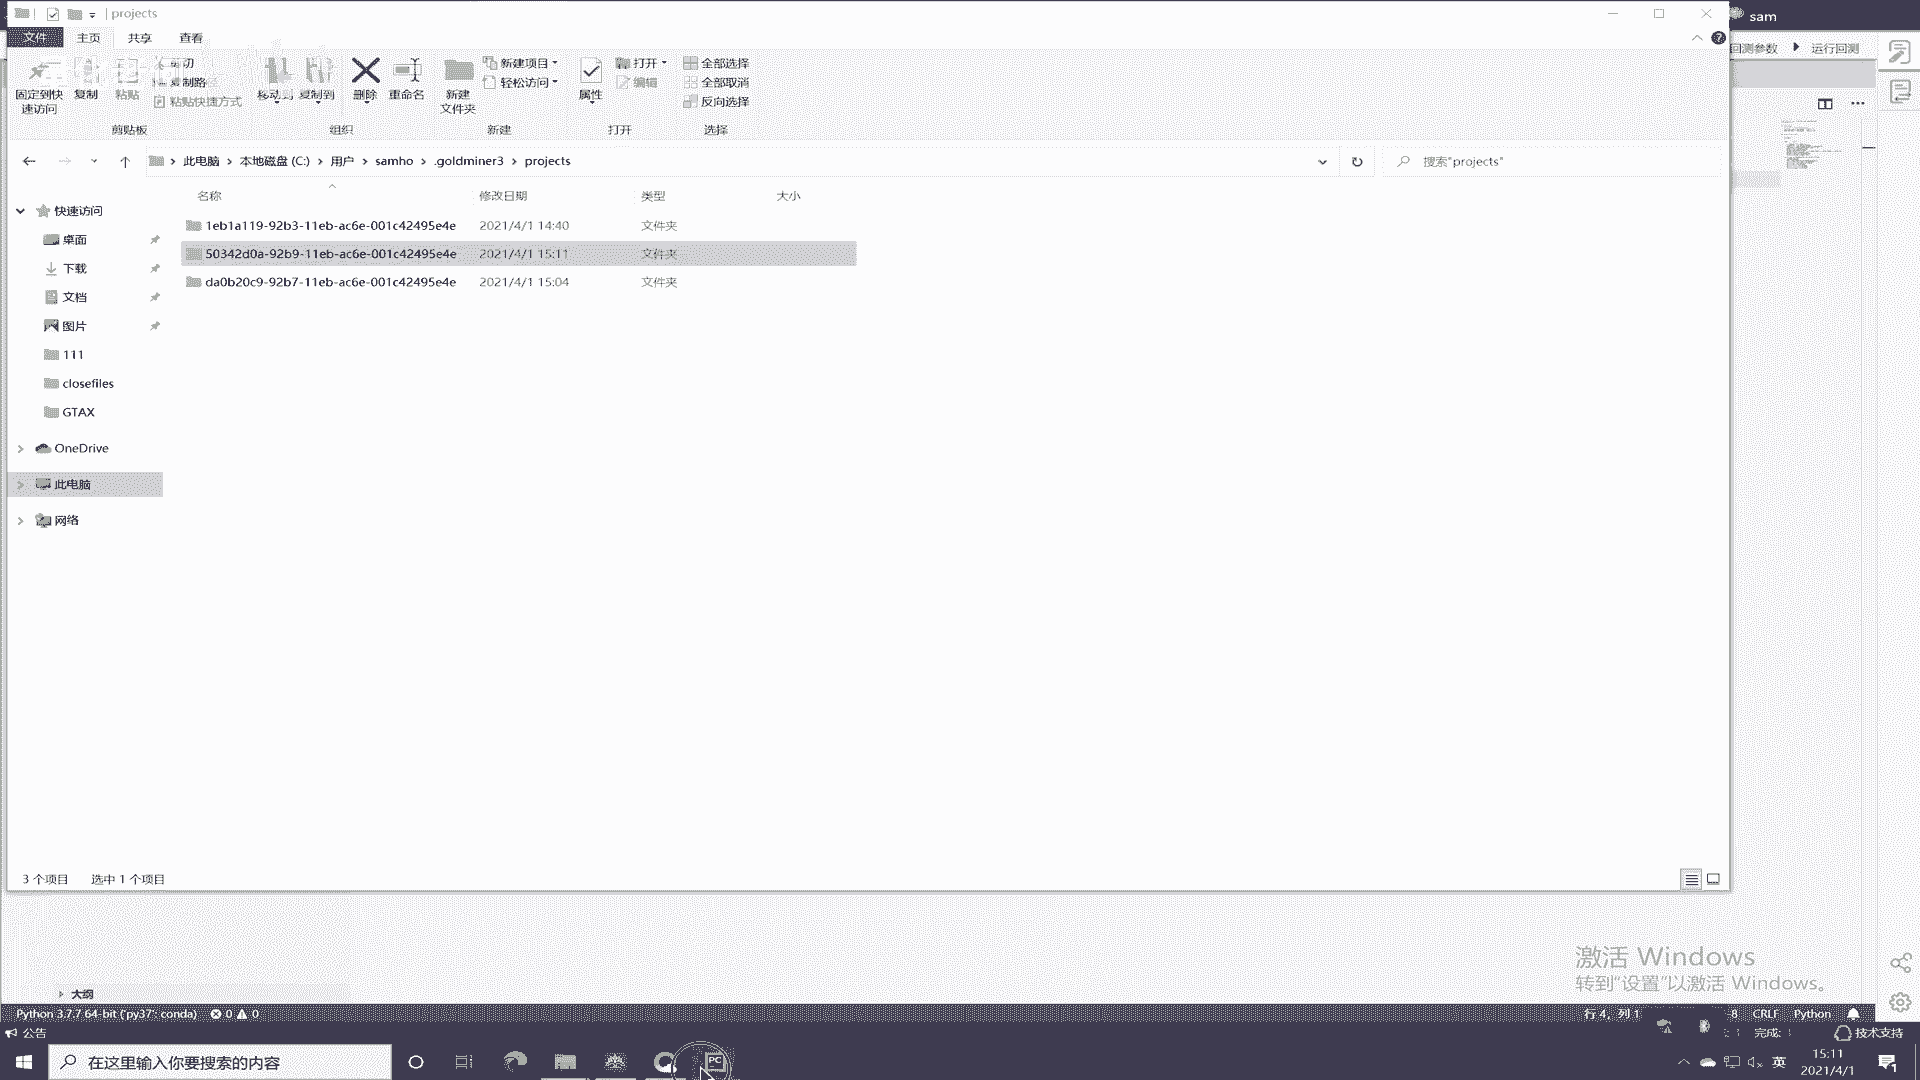 projects
sam
文件 主页 共享 查看
回测参数 运行回测
固定到快速访问
复制
粘贴
粘贴快捷方式
移动到
复制到
删除
重命名
新建
文件夹
新建项目
轻松访问
属性
打开
编辑
全部选择
全部取消
反向选择
剪贴板 组织 新建 打开 选择
此电脑 本地磁盘 (C:) 用户 samho .goldminer3 projects
搜索"projects"
名称 修改日期 类型 大小
快速访问
桌面
下载
文档
图片
111
closefiles
GTAX
OneDrive
此电脑
网络
1eb1a119-92b3-11eb-ac6e-001c42495e4e 2021/4/1 14:40 文件夹
50342d0a-92b9-11eb-ac6e-001c42495e4e 2021/4/1 15:11 文件夹
da0b20c9-92b7-11eb-ac6e-001c42495e4e 2021/4/1 15:04 文件夹
3 个项目 选中 1 个项目
激活 Windows
转到"设置"以激活 Windows。
大纲
Python 3.7.7 64-bit ('py37': conda) 0 0 行 4，列 1 CRLF Python
公告 完成: 技术支持
在这里输入你要搜索的内容
PC
英
15:11
2021/4/1